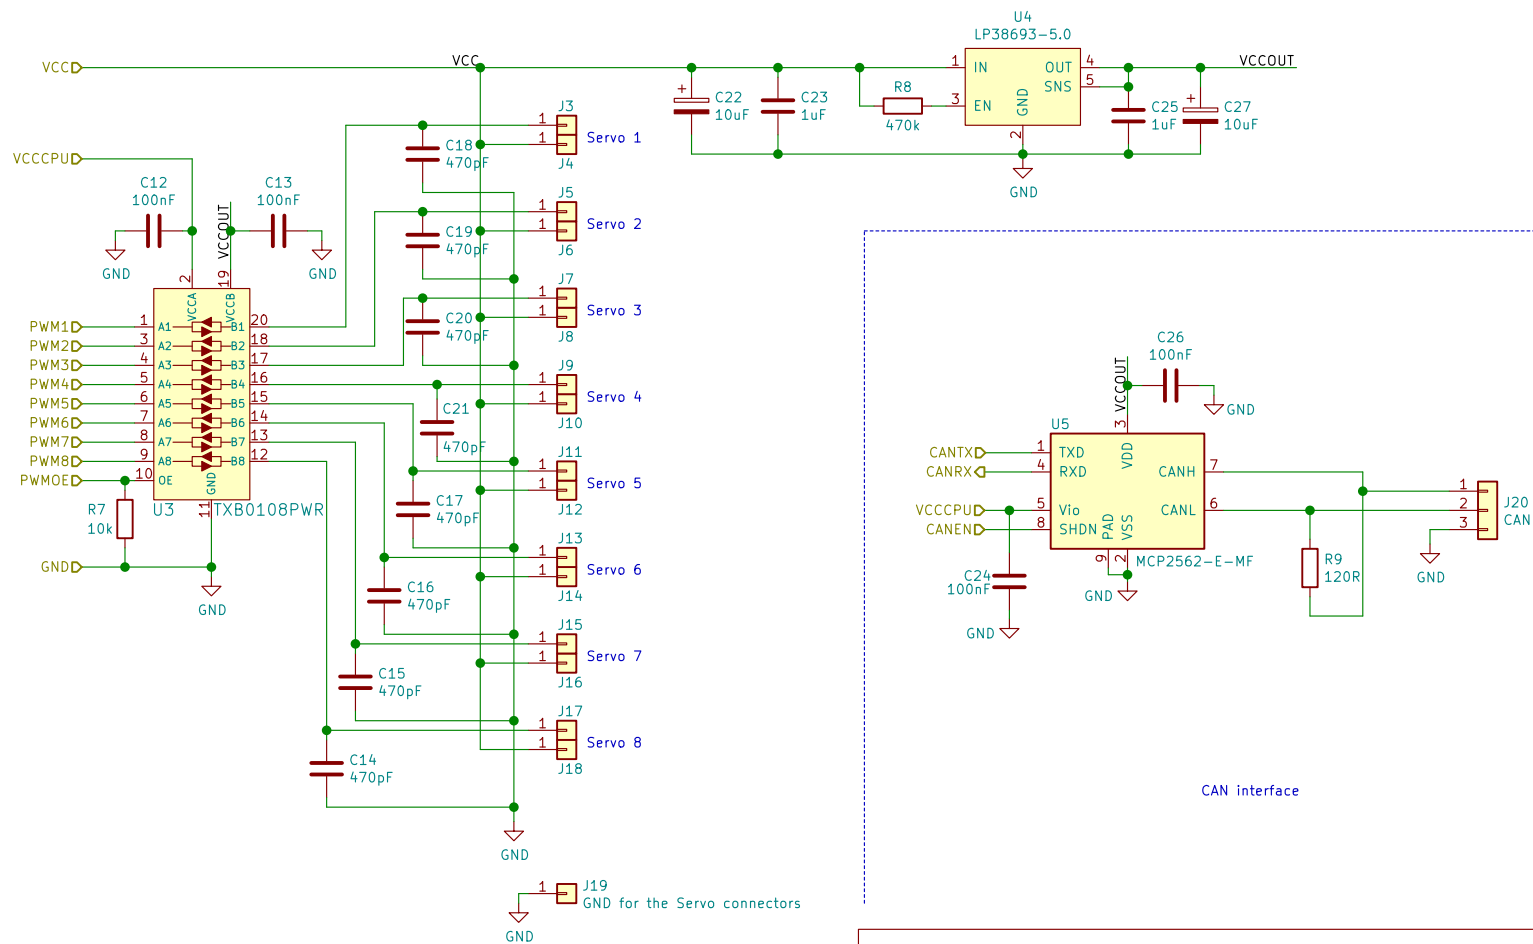 U4
LP38693-5.0
VCC
VCC
1
IN
OUT
4
VCCOUT
SNS
5
R8
470k
3
EN
GND
2
GND
+
C22
10uF
C23
1uF
C25
1uF
+
C27
10uF
VCCCPU
C12
100nF
C13
100nF
GND
GND
VCCOUT
2
19
VCCA
VCCB
PWM1
1
A1
B1
20
PWM2
3
A2
B2
18
PWM3
4
A3
B3
17
PWM4
5
A4
B4
16
PWM5
6
A5
B5
15
PWM6
7
A6
B6
14
PWM7
8
A7
B7
13
PWM8
9
A8
B8
12
PWMOE
10
OE
GND
11
U3
TXB0108PWR
R7
10k
GND
GND
J3
1
1
J4
Servo 1
C18
470pF
J5
1
1
J6
Servo 2
C19
470pF
J7
1
1
J8
Servo 3
C20
470pF
J9
1
1
J10
Servo 4
C21
470pF
J11
1
1
J12
Servo 5
C17
470pF
J13
1
1
J14
Servo 6
C16
470pF
J15
1
1
J16
Servo 7
C15
470pF
J17
1
1
J18
Servo 8
C14
470pF
GND
1
J19
GND for the Servo connectors
GND
C26
100nF
VCCOUT
GND
3
U5
CANTX
1
TXD
VDD
CANRX
4
RXD
CANH
7
VCCCPU
5
Vio
CANL
6
CANEN
8
SHDN
PAD
VSS
9
2
MCP2562-E-MF
GND
C24
100nF
GND
R9
120R
1
2
3
J20
CAN
GND
CAN interface